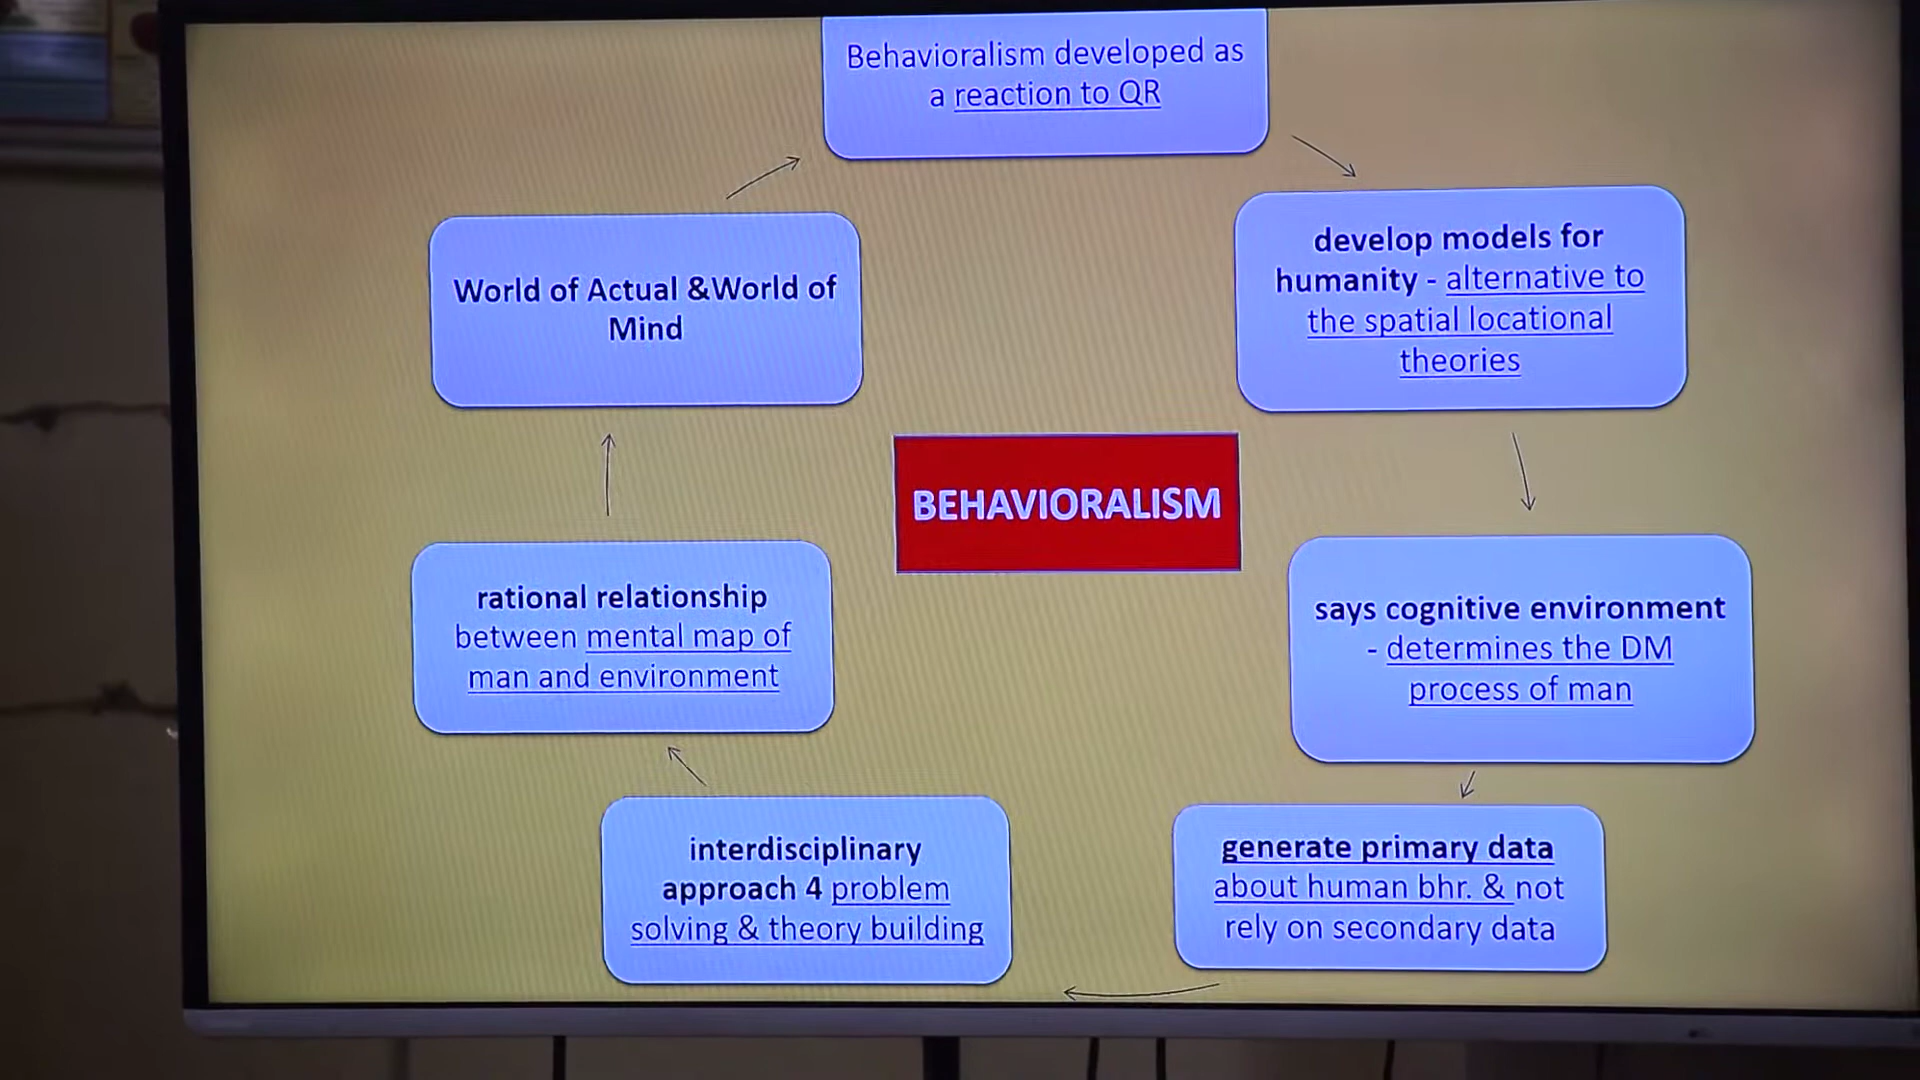 Behavioralism developed as
a reaction to QR
develop models for
humanity - alternative to
the spatial locational
theories
says cognitive environment
- determines the DM
process of man
generate primary data
about human bhr. & not
rely on secondary data
interdisciplinary
approach 4 problem
solving & theory building
rational relationship
between mental map of
man and environment
World of Actual &World of
Mind
BEHAVIORALISM